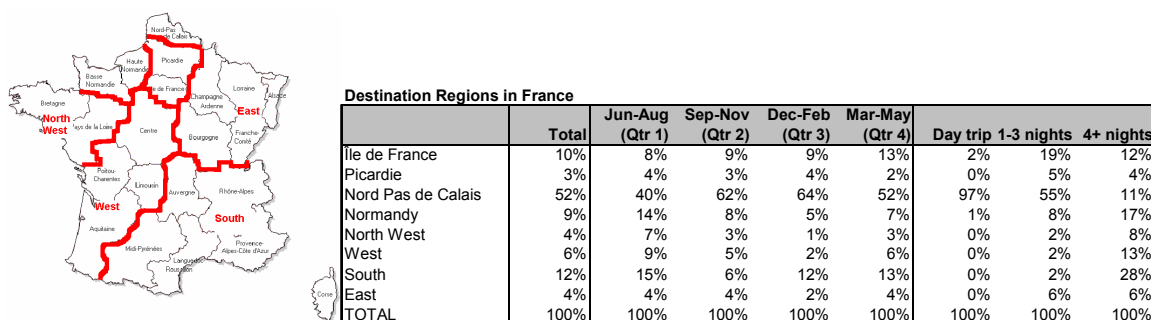 Nord-Pas
de Calais
Haute
Normandie
Picardie
Basse
Normandie
Île de France
Champagne
Ardenne
Lorraine
Alsace
Bretagne
North
West
Pays de la Loire
Centre
East
Bourgogne
Franche-
Comté
Poitou-
Charentes
Limousin
Auvergne
Rhône-Alpes
West
South
Aquitaine
Midi-Pyrénées
Provence-
Alpes-Côte d'Azur
Languedoc
Roussillon
Corse
Destination Regions in France
Jun-Aug Sep-Nov Dec-Feb Mar-May
Total (Qtr 1) (Qtr 2) (Qtr 3) (Qtr 4) Day trip 1-3 nights 4+ nights
Île de France 10% 8% 9% 9% 13% 2% 19% 12%
Picardie 3% 4% 3% 4% 2% 0% 5% 4%
Nord Pas de Calais 52% 40% 62% 64% 52% 97% 55% 11%
Normandy 9% 14% 8% 5% 7% 1% 8% 17%
North West 4% 7% 3% 1% 3% 0% 2% 8%
West 6% 9% 5% 2% 6% 0% 2% 13%
South 12% 15% 6% 12% 13% 0% 2% 28%
East 4% 4% 4% 2% 4% 0% 6% 6%
TOTAL 100% 100% 100% 100% 100% 100% 100% 100%